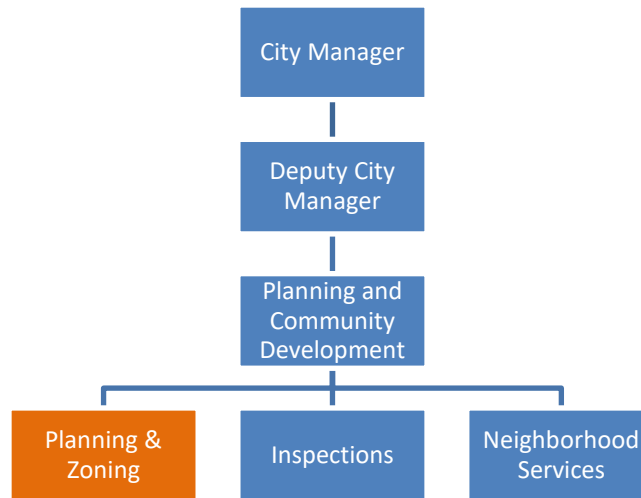 City Manager
Deputy City
Manager
Planning and
Community
Development
Planning &
Zoning
Inspections
Neighborhood
Services